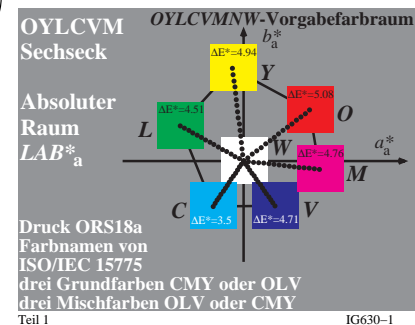 OYLCVM OYLCVMNW-Vorgabefarbraum
Sechseck
b*a
ΔE*=4.94
Y
ΔE*=5.08
O
Absoluter
Raum
LAB*a
ΔE*=4.51
L
W
a*a
ΔE*=4.76
M
C
ΔE*=3.5
ΔE*=4.71
V
Druck ORS18a
Farbnamen von
ISO/IEC 15775
drei Grundfarben CMY oder OLV
drei Mischfarben OLV oder CMY
Teil 1 IG630−1